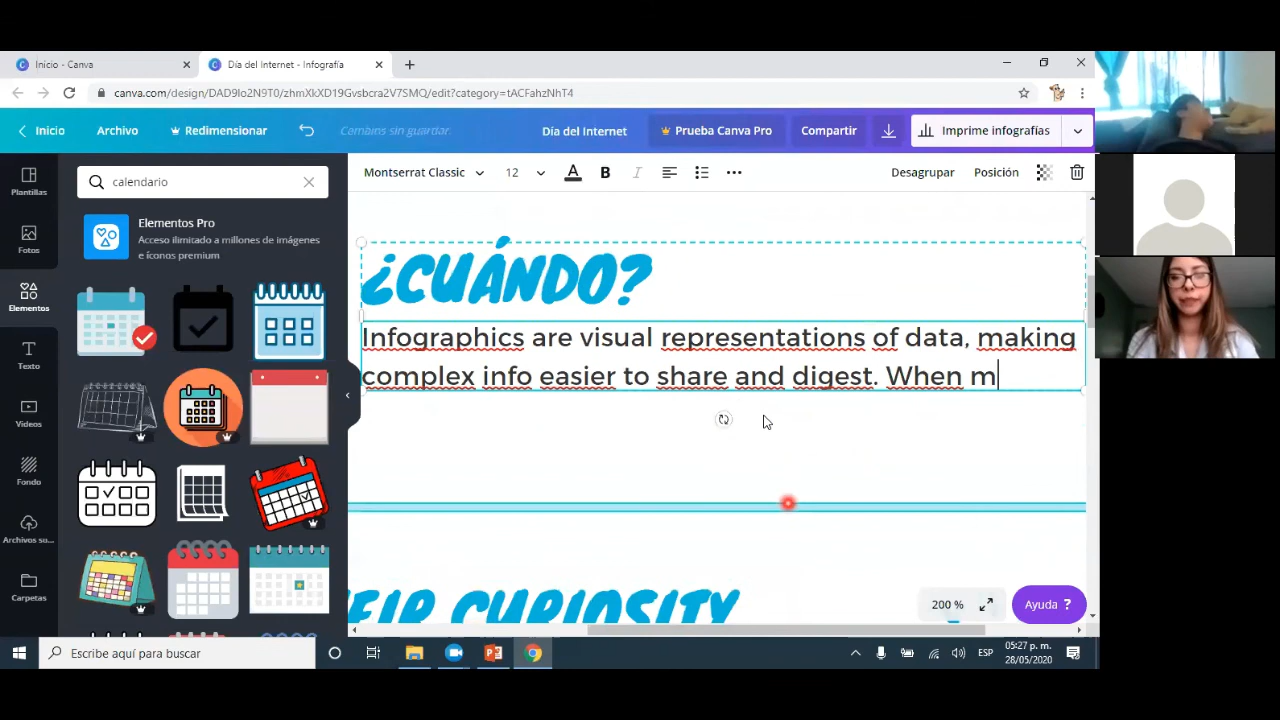 Inicio - Canva
Día del Internet - Infografía
canva.com/design/DAD9Io2N9T0/zhmXkXD19Gvsbcra2V7SMQ/edit?category=tACFahzNhT4
Inicio
Archivo
Redimensionar
Cambios sin guardar.
Día del Internet
Prueba Canva Pro
Compartir
Imprime infografías
Plantillas
Fotos
Elementos
Texto
Videos
Fondo
Archivos su...
Carpetas
calendario
Elementos Pro
Acceso ilimitado a millones de imágenes
e íconos premium
Montserrat Classic
12
A
B
I
Desagrupar
Posición
¿CUÁNDO?
Infographics are visual representations of data, making
complex info easier to share and digest. When m
EIR CURIOSITY
200 %
Ayuda ?
Escribe aquí para buscar
ESP
05:27 p. m.
28/05/2020